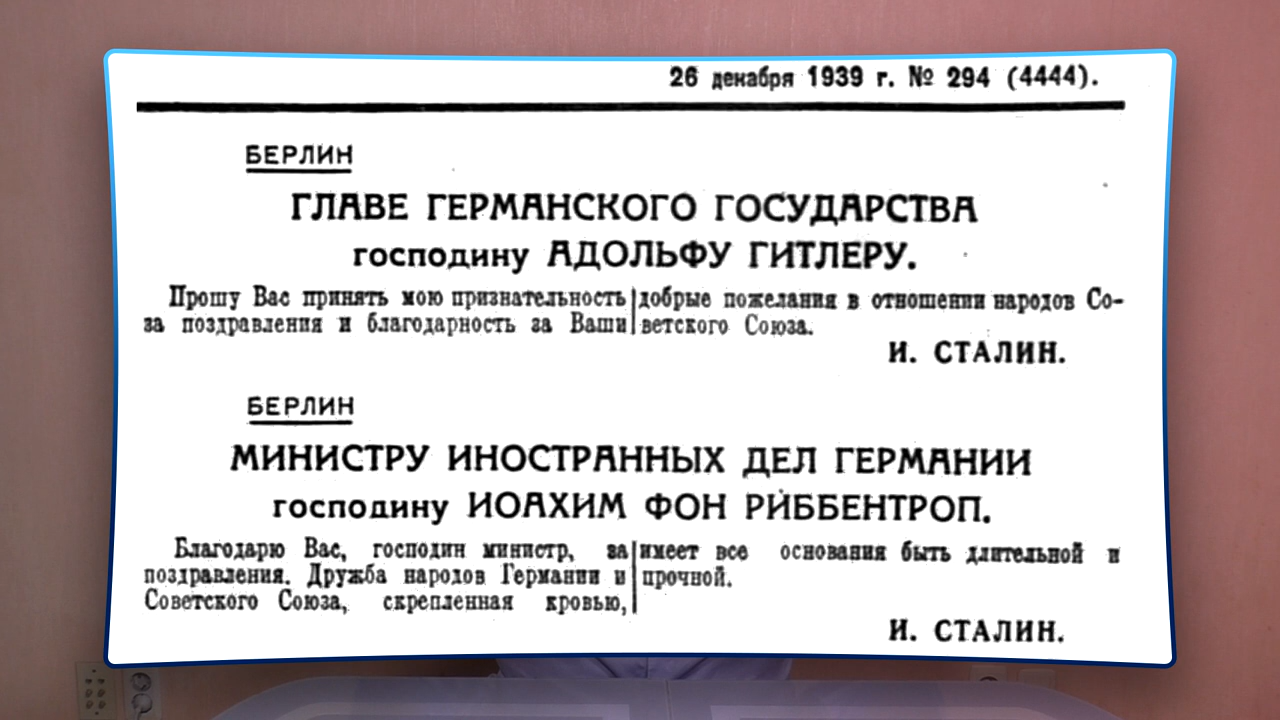 26 декабря 1939 г. № 294 (4444).
БЕРЛИН
ГЛАВЕ ГЕРМАНСКОГО ГОСУДАРСТВА
господину АДОЛЬФУ ГИТЛЕРУ.
Прошу Вас принять мою признательность
за поздравления и благодарность за Ваши
добрые пожелания в отношении народов Со-
ветского Союза.
И. СТАЛИН.
БЕРЛИН
МИНИСТРУ ИНОСТРАННЫХ ДЕЛ ГЕРМАНИИ
господину ИОАХИМ ФОН РИББЕНТРОП.
Благодарю Вас, господин министр, за
поздравления. Дружба народов Германии и
Советского Союза, скрепленная кровью,
имеет все основания быть длительной и
прочной.
И. СТАЛИН.